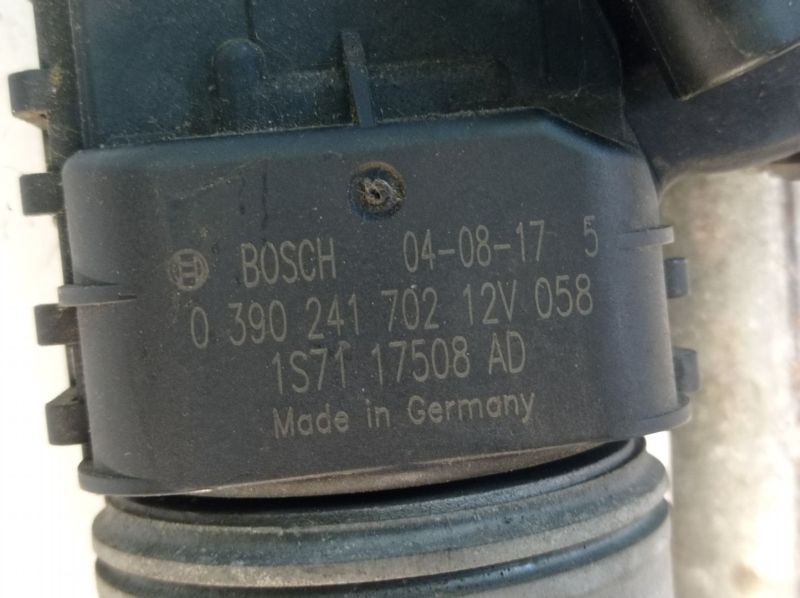 BOSCH 04-08-17 5
0 390 241 702 12V 058
1S71 17508 AD
Made in Germany